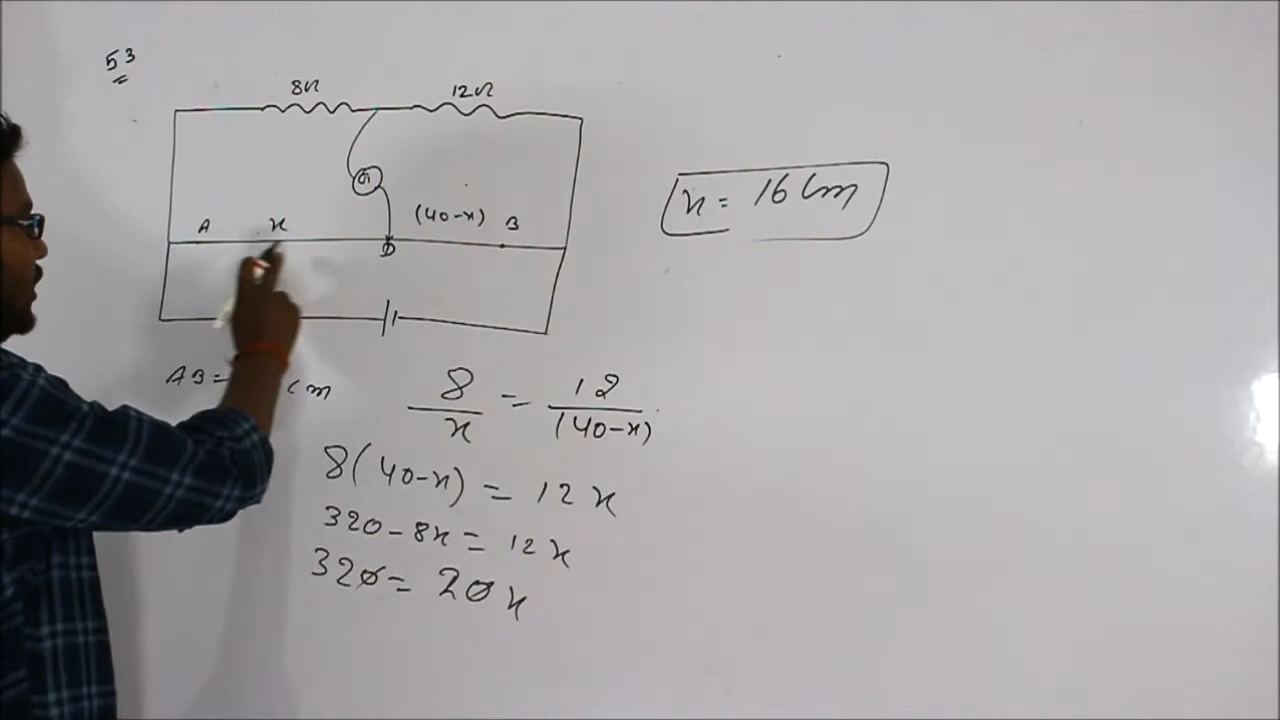 53
8Ω 12Ω
G
A x (40-x) B
D
x = 16 cm
AB= cm
8/x = 12/(40-x)
8(40-x) = 12x
320-8x = 12x
320 = 20x